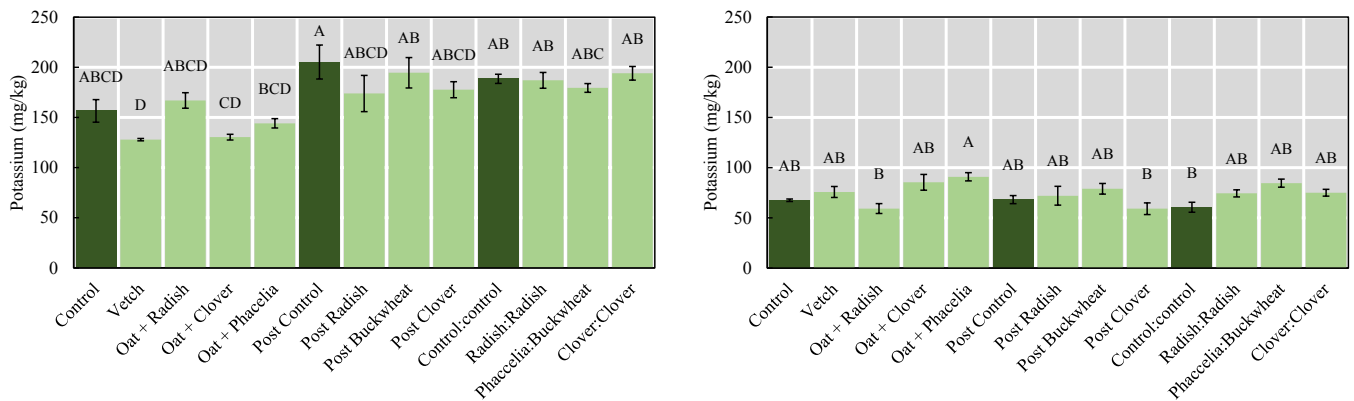 Potassium (mg/kg)
250
200
150
100
50
0
ABCD
D
ABCD
CD
BCD
A
ABCD
AB
ABCD
AB
AB
ABC
AB
Control
Vetch
Oat + Radish
Oat + Clover
Oat + Phacelia
Post Control
Post Radish
Post Buckwheat
Post Clover
Control:control
Radish:Radish
Phaccelia:Buckwheat
Clover:Clover
Potassium (mg/kg)
250
200
150
100
50
0
AB
AB
B
AB
A
AB
AB
AB
B
B
AB
AB
AB
Control
Vetch
Oat + Radish
Oat + Clover
Oat + Phacelia
Post Control
Post Radish
Post Buckwheat
Post Clover
Control:control
Radish:Radish
Phaccelia:Buckwheat
Clover:Clover